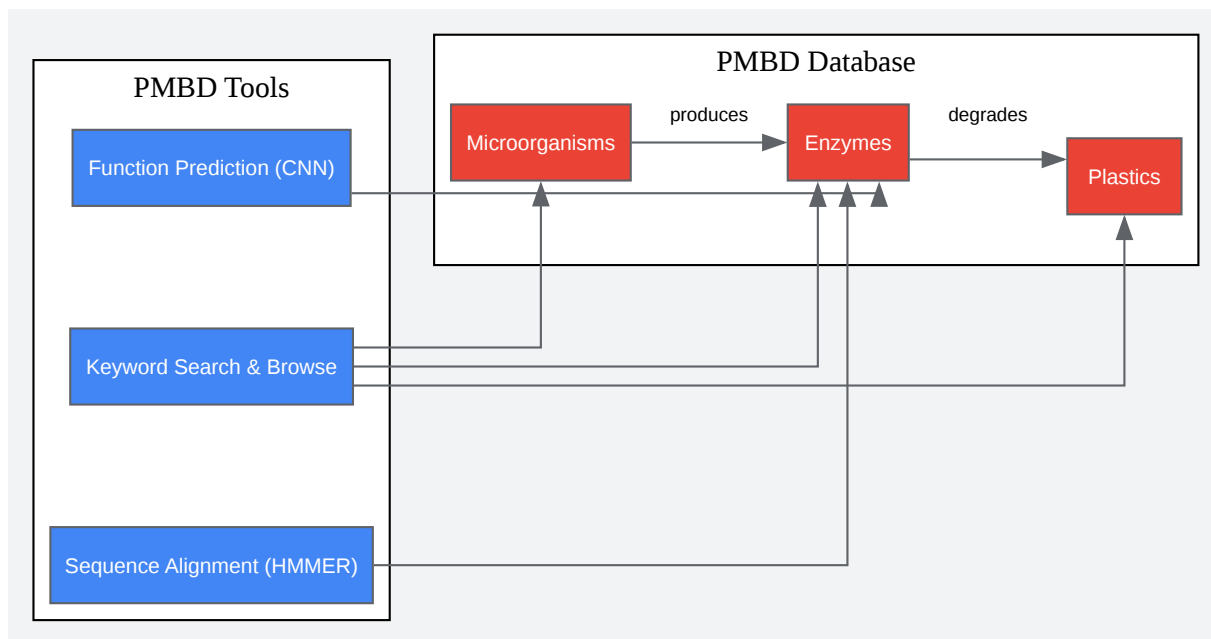 PMBD Tools
Function Prediction (CNN)
Keyword Search & Browse
Sequence Alignment (HMMER)
PMBD Database
Microorganisms
produces
Enzymes
degrades
Plastics